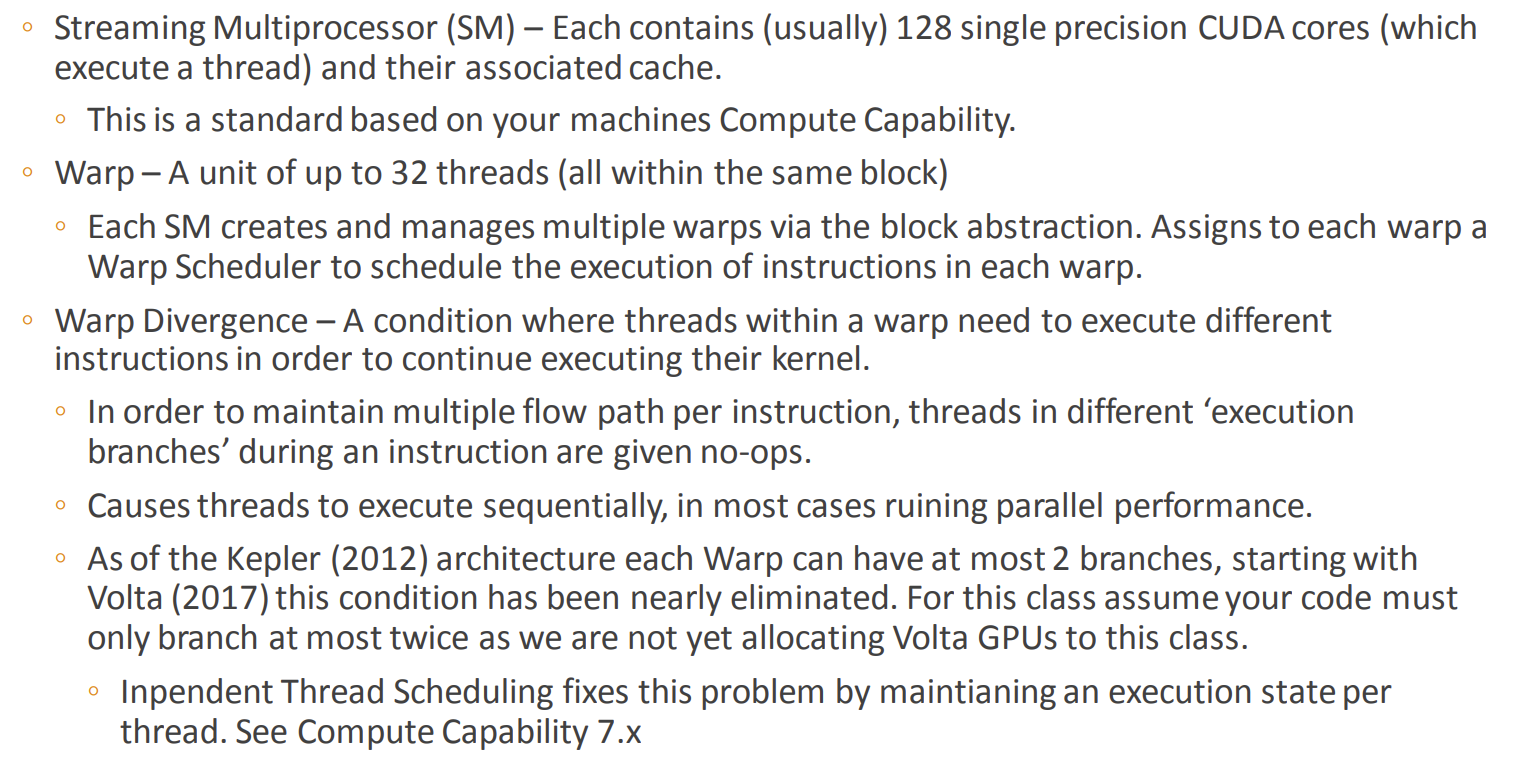 ◦ Streaming Multiprocessor (SM) – Each contains (usually) 128 single precision CUDA cores (which
execute a thread) and their associated cache.
◦ This is a standard based on your machines Compute Capability.
◦ Warp – A unit of up to 32 threads (all within the same block)
◦ Each SM creates and manages multiple warps via the block abstraction. Assigns to each warp a
Warp Scheduler to schedule the execution of instructions in each warp.
◦ Warp Divergence – A condition where threads within a warp need to execute different
instructions in order to continue executing their kernel.
◦ In order to maintain multiple flow path per instruction, threads in different ‘execution
branches’ during an instruction are given no-ops.
◦ Causes threads to execute sequentially, in most cases ruining parallel performance.
◦ As of the Kepler (2012) architecture each Warp can have at most 2 branches, starting with
Volta (2017) this condition has been nearly eliminated. For this class assume your code must
only branch at most twice as we are not yet allocating Volta GPUs to this class.
◦ Inpendent Thread Scheduling fixes this problem by maintianing an execution state per
thread. See Compute Capability 7.x